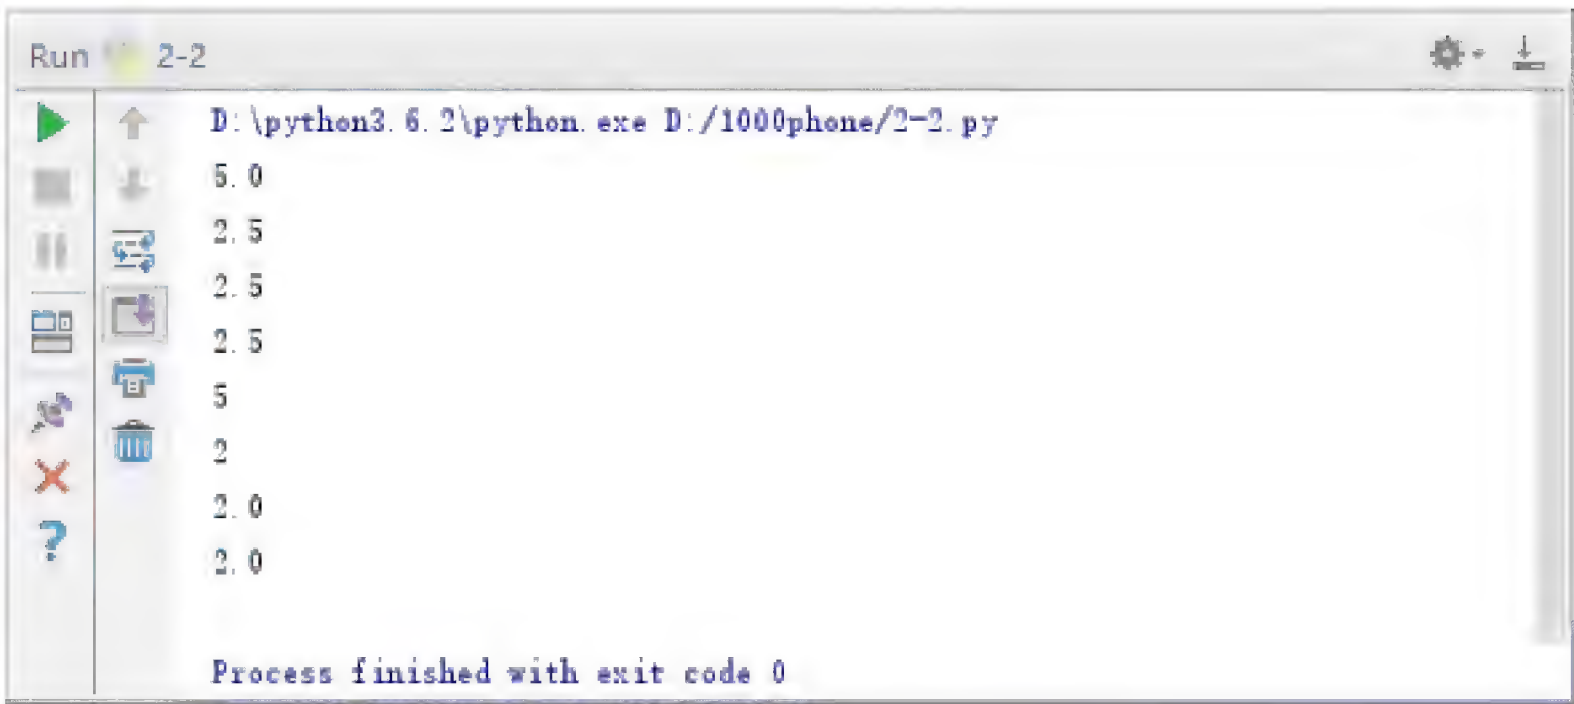 Run 2-2
D:\python3.6.2\python.exe D:/1000phone/2-2.py
5.0
2.5
2.5
2.5
5
2
2.0
2.0
Process finished with exit code 0